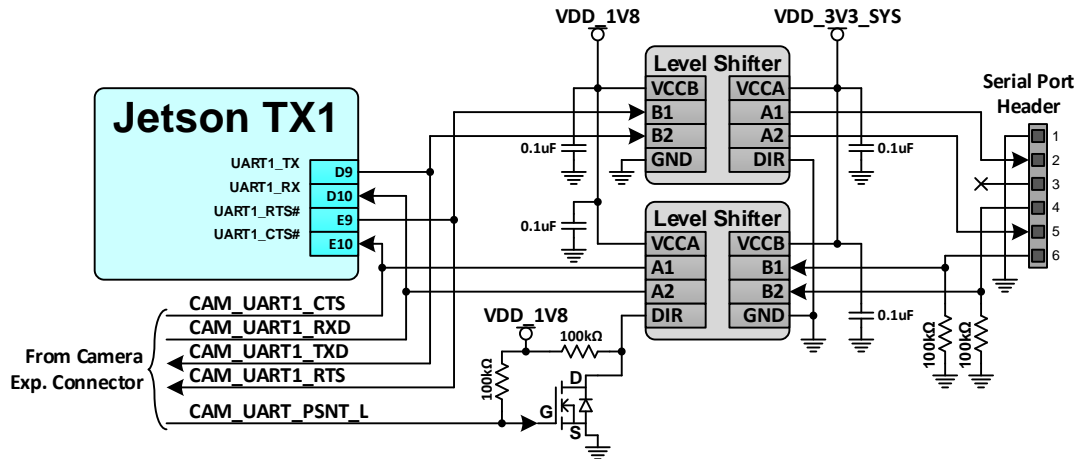 VDD_1V8
VDD_3V3_SYS
Level Shifter
VCCB
VCCA
B1
A1
B2
A2
GND
DIR
0.1uF
0.1uF
Serial Port
Header
1
2
3
4
5
6
Jetson TX1
UART1_TX
D9
UART1_RX
D10
UART1_RTS#
E9
UART1_CTS#
E10
0.1uF
Level Shifter
VCCA
VCCB
A1
B1
A2
B2
DIR
GND
0.1uF
100kΩ
100kΩ
From Camera
Exp. Connector
CAM_UART1_CTS
CAM_UART1_RXD
CAM_UART1_TXD
CAM_UART1_RTS
CAM_UART_PSNT_L
VDD_1V8
100kΩ
100kΩ
D
G
S